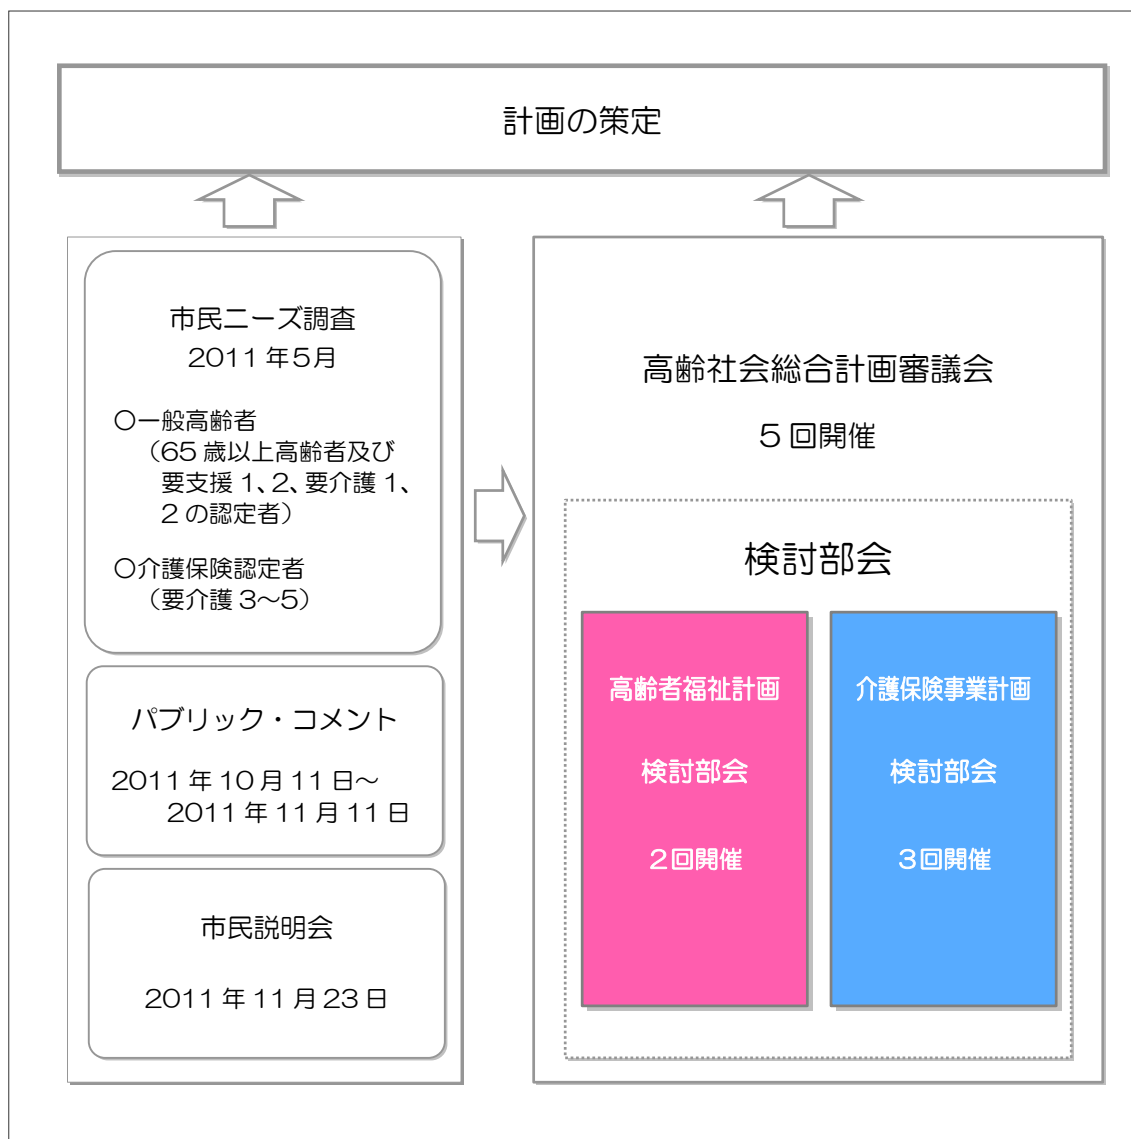 計画の策定
市民ニーズ調査
2011年5月
〇一般高齢者
（65歳以上高齢者及び
要支援1、2、要介護1、
2の認定者）
〇介護保険認定者
（要介護3～5）
パブリック・コメント
2011年10月11日～
2011年11月11日
市民説明会
2011年11月23日
高齢社会総合計画審議会
5回開催
検討部会
高齢者福祉計画
検討部会
2回開催
介護保険事業計画
検討部会
3回開催